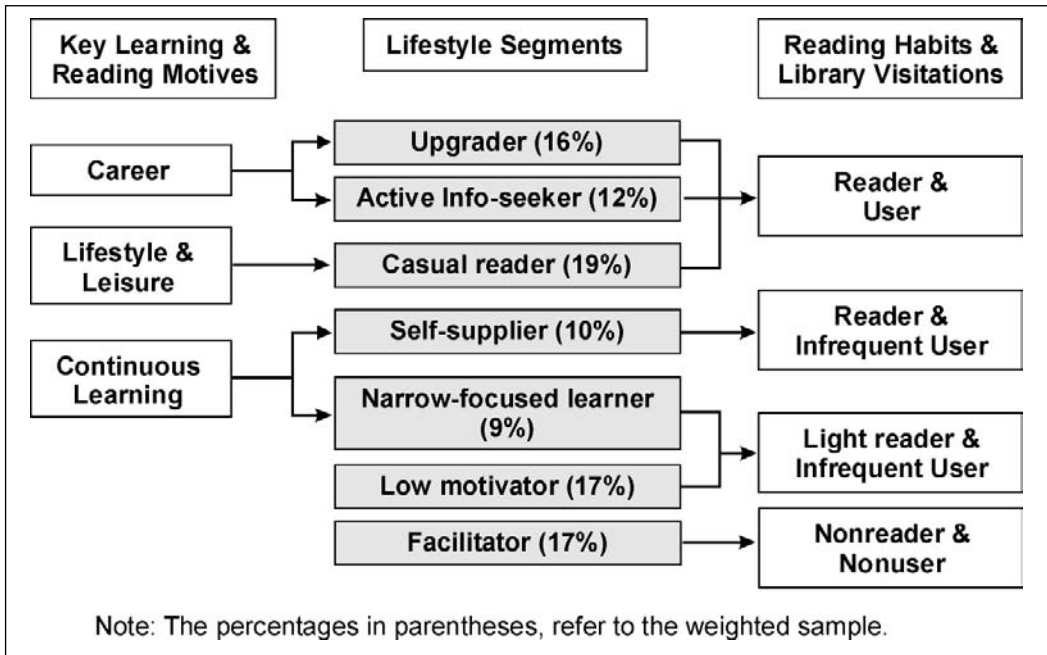 Key Learning &
Reading Motives
Lifestyle Segments
Reading Habits &
Library Visitations
Career
Lifestyle &
Leisure
Continuous
Learning
Upgrader (16%)
Active Info-seeker (12%)
Casual reader (19%)
Self-supplier (10%)
Narrow-focused learner
(9%)
Low motivator (17%)
Facilitator (17%)
Reader &
User
Reader &
Infrequent User
Light reader &
Infrequent User
Nonreader &
Nonuser
Note: The percentages in parentheses, refer to the weighted sample.